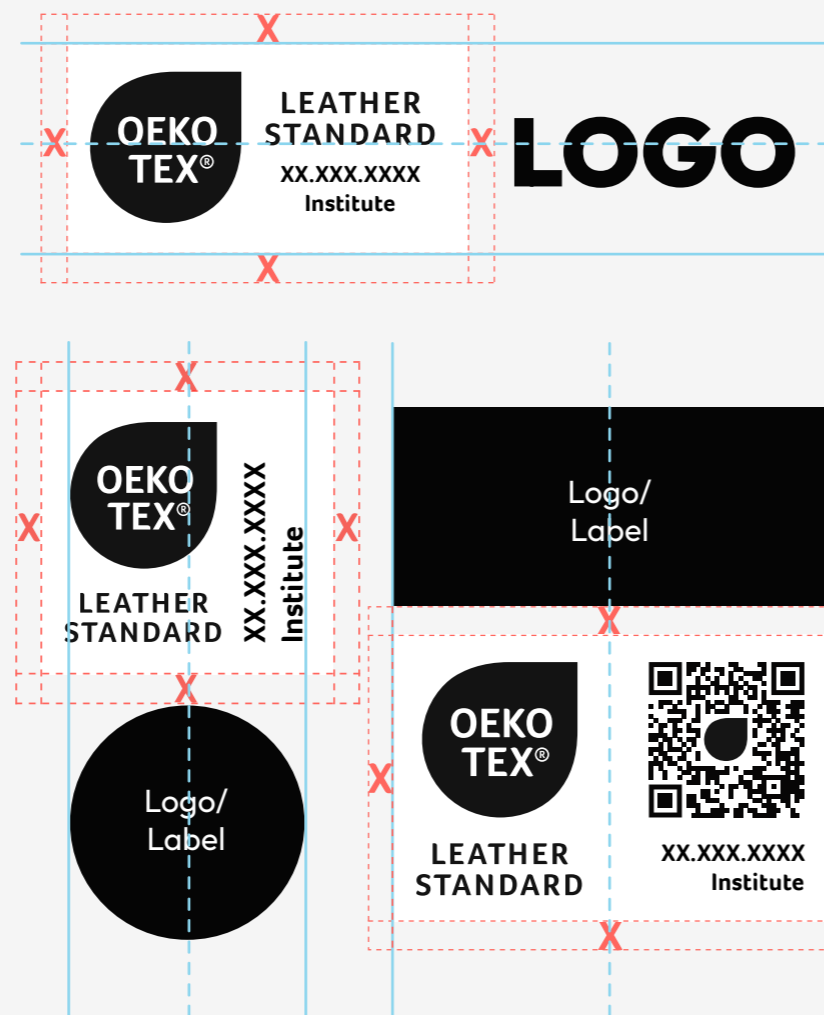 X
OEKO
TEX®
LEATHER
STANDARD
XX.XXX.XXXX
Institute
X
X
LOGO
X
X
OEKO
TEX®
LEATHER
STANDARD
XX.XXX.XXXX
Institute
X
X
X
Logo/
Label
Logo/
Label
X
OEKO
TEX®
LEATHER
STANDARD
XX.XXX.XXXX
Institute
X
X